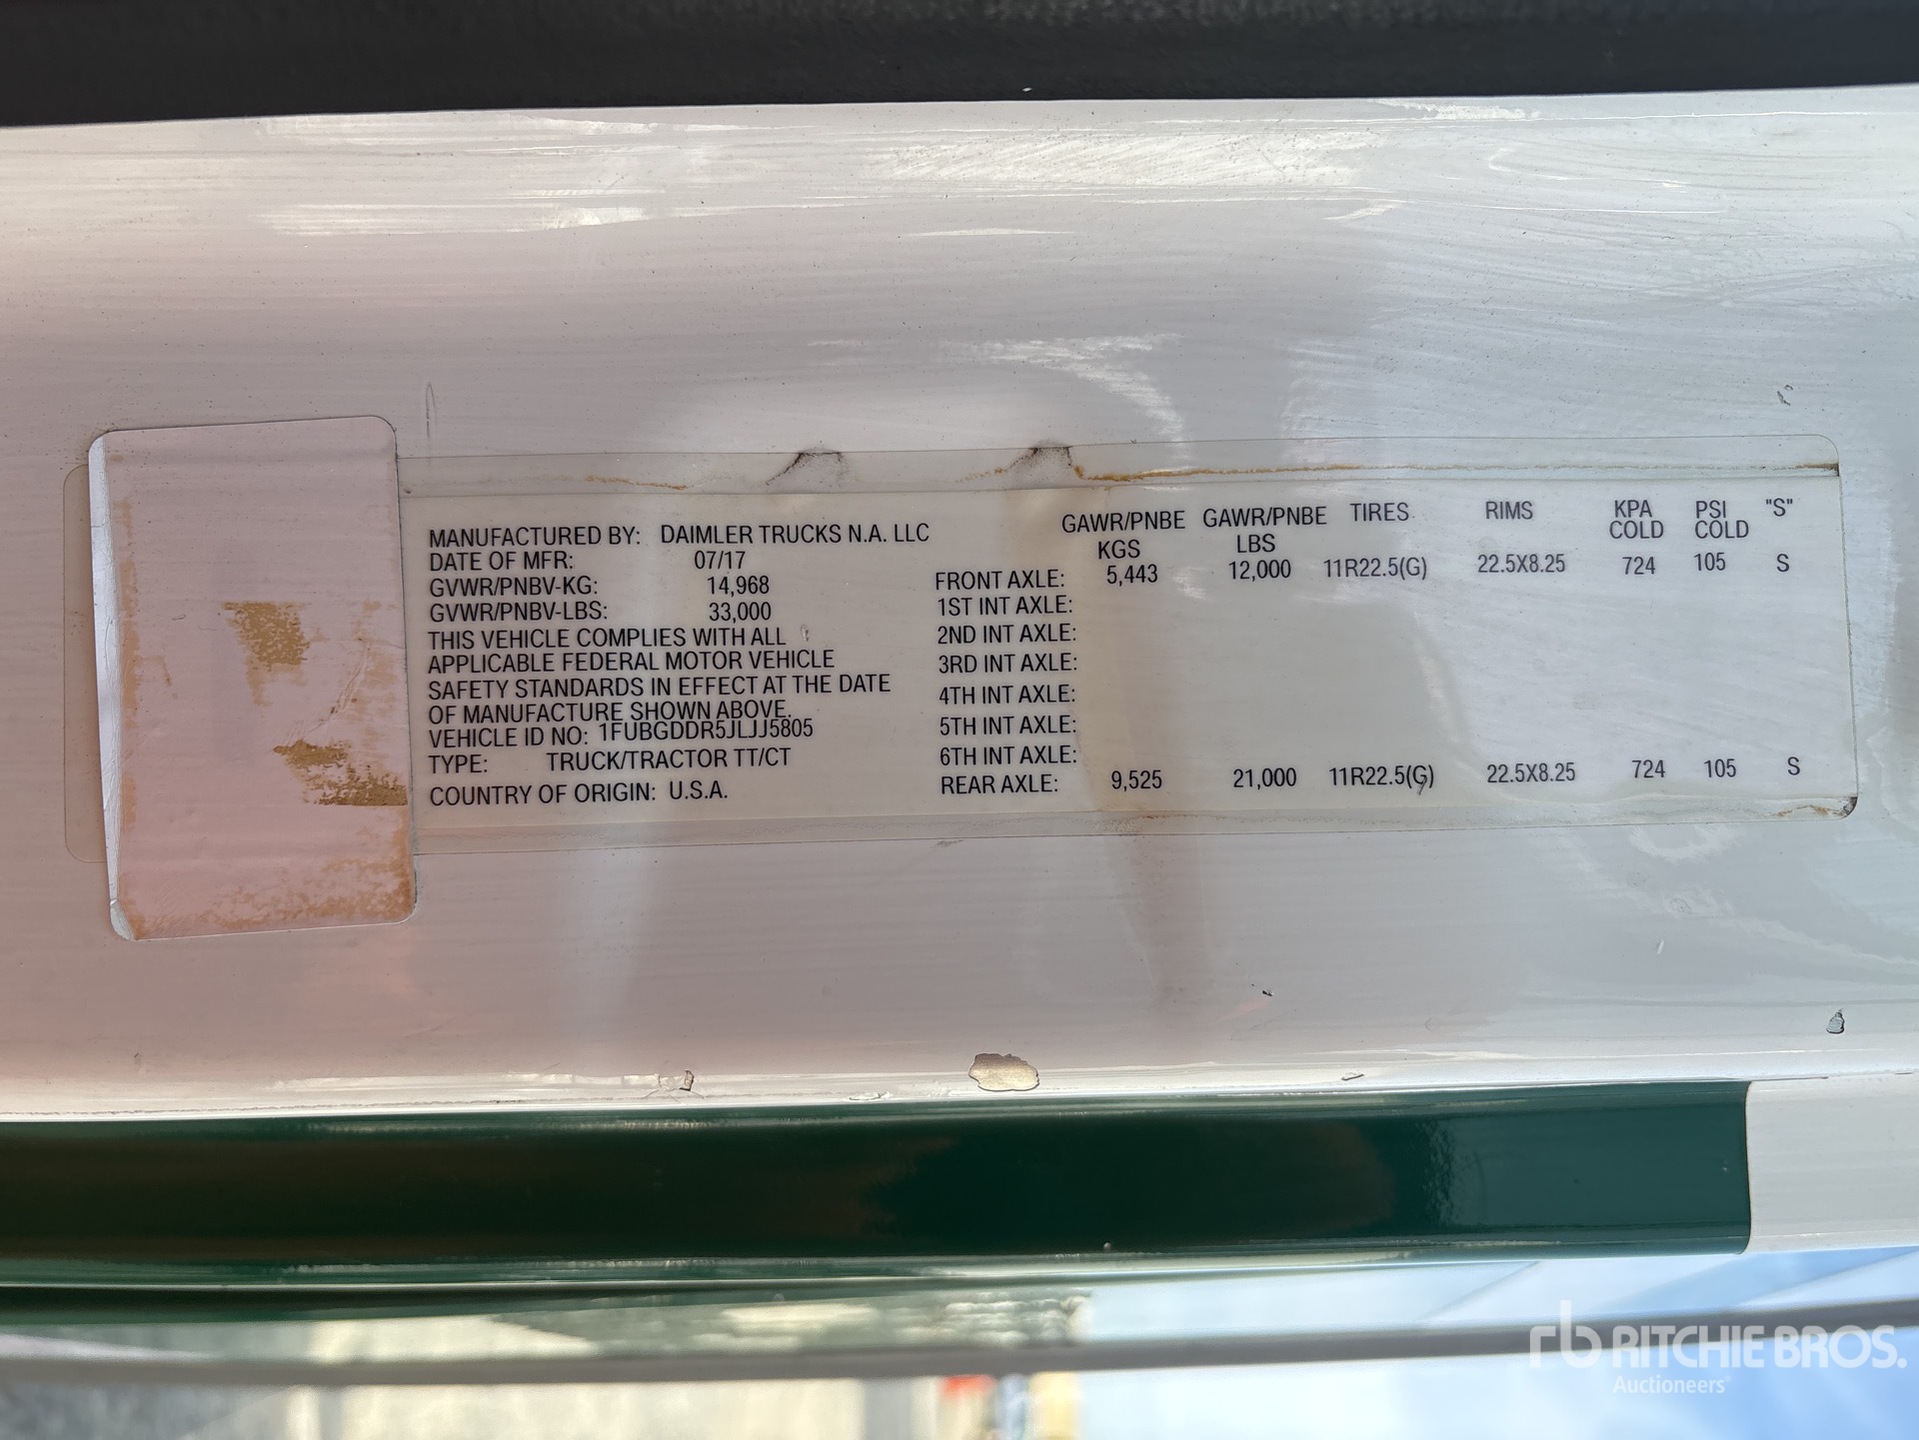 MANUFACTURED BY: DAIMLER TRUCKS N.A. LLC
DATE OF MFR: 07/17
GVWR/PNBV-KG: 14,968
GVWR/PNBV-LBS: 33,000
THIS VEHICLE COMPLIES WITH ALL
APPLICABLE FEDERAL MOTOR VEHICLE
SAFETY STANDARDS IN EFFECT AT THE DATE
OF MANUFACTURE SHOWN ABOVE.
VEHICLE ID NO: 1FUBGDDR5JLJJ5805
TYPE: TRUCK/TRACTOR TT/CT
COUNTRY OF ORIGIN: U.S.A.
GAWR/PNBE GAWR/PNBE TIRES RIMS KPA PSI "S"
KGS LBS COLD COLD
FRONT AXLE: 5,443 12,000 11R22.5(G) 22.5X8.25 724 105 S
1ST INT AXLE:
2ND INT AXLE:
3RD INT AXLE:
4TH INT AXLE:
5TH INT AXLE:
6TH INT AXLE:
REAR AXLE: 9,525 21,000 11R22.5(G) 22.5X8.25 724 105 S
rb RITCHIE BROS.
Auctioneers